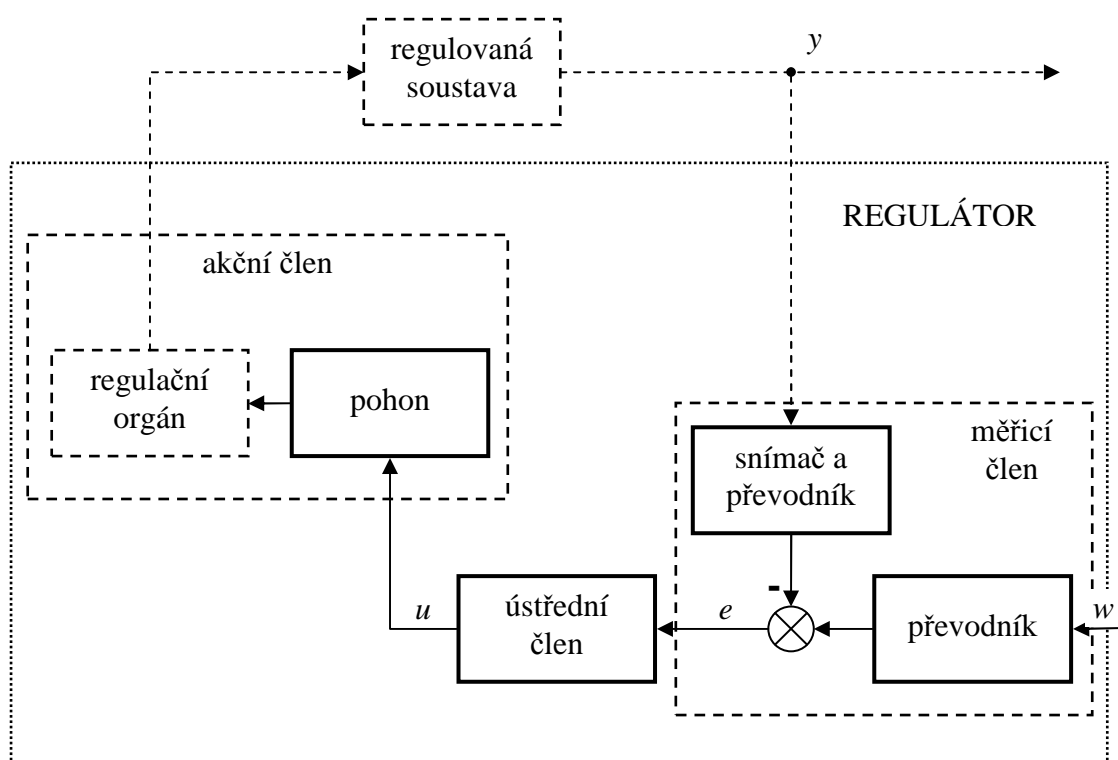 y
regulovaná
soustava
REGULÁTOR
akční člen
regulační
orgán
pohon
měřicí
člen
snímač a
převodník
-
u
ústřední
člen
e
převodník
w